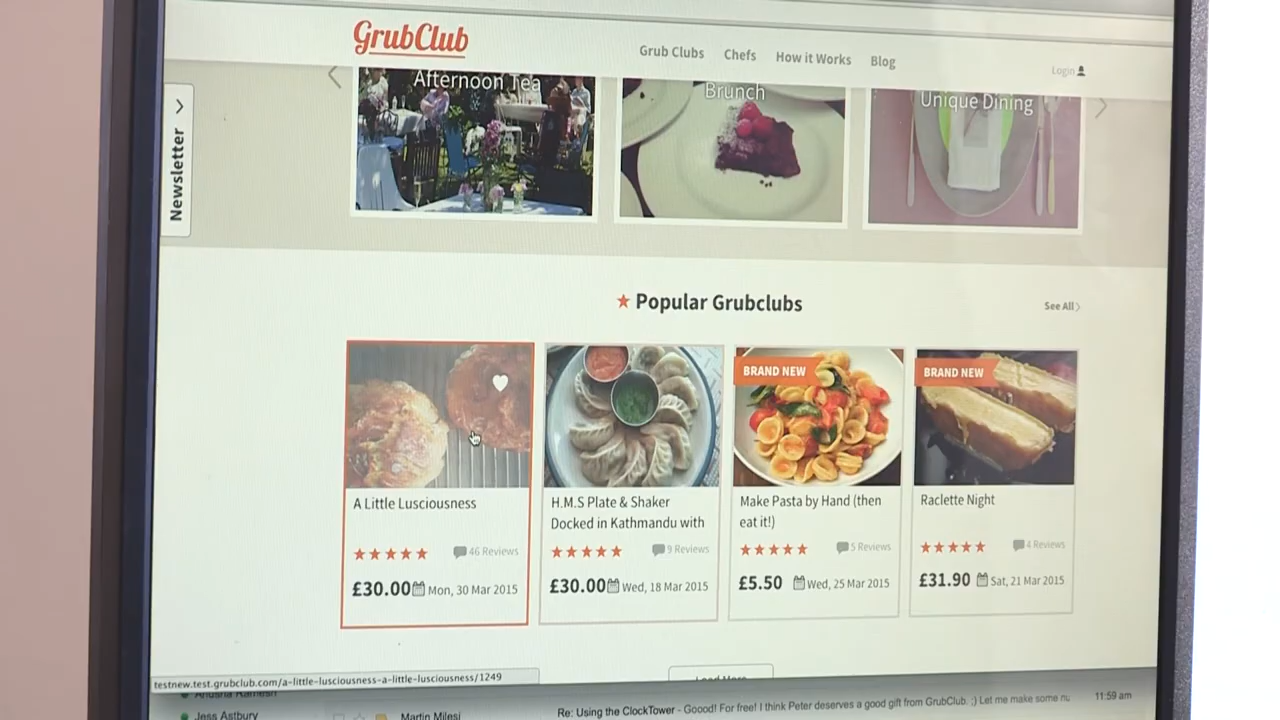 GrubClub
Grub Clubs
Chefs
How it Works
Blog
Login
Newsletter
Afternoon Tea
Brunch
Unique Dining
Popular Grubclubs
See All
BRAND NEW
BRAND NEW
A Little Lusciousness
46 Reviews
£30.00 Mon, 30 Mar 2015
H.M.S Plate & Shaker
Docked in Kathmandu with
9 Reviews
£30.00 Wed, 18 Mar 2015
Make Pasta by Hand (then
eat it!)
5 Reviews
£5.50 Wed, 25 Mar 2015
Raclette Night
4 Reviews
£31.90 Sat, 21 Mar 2015
Load More
testnew.test.grubclub.com/a-little-lusciousness-a-little-lusciousness/1249
Jess Astbury
Martin Milesi
Re: Using the ClockTower - Goood! For free! I think Peter deserves a good gift from GrubClub. ;) Let me make some
11:59 am